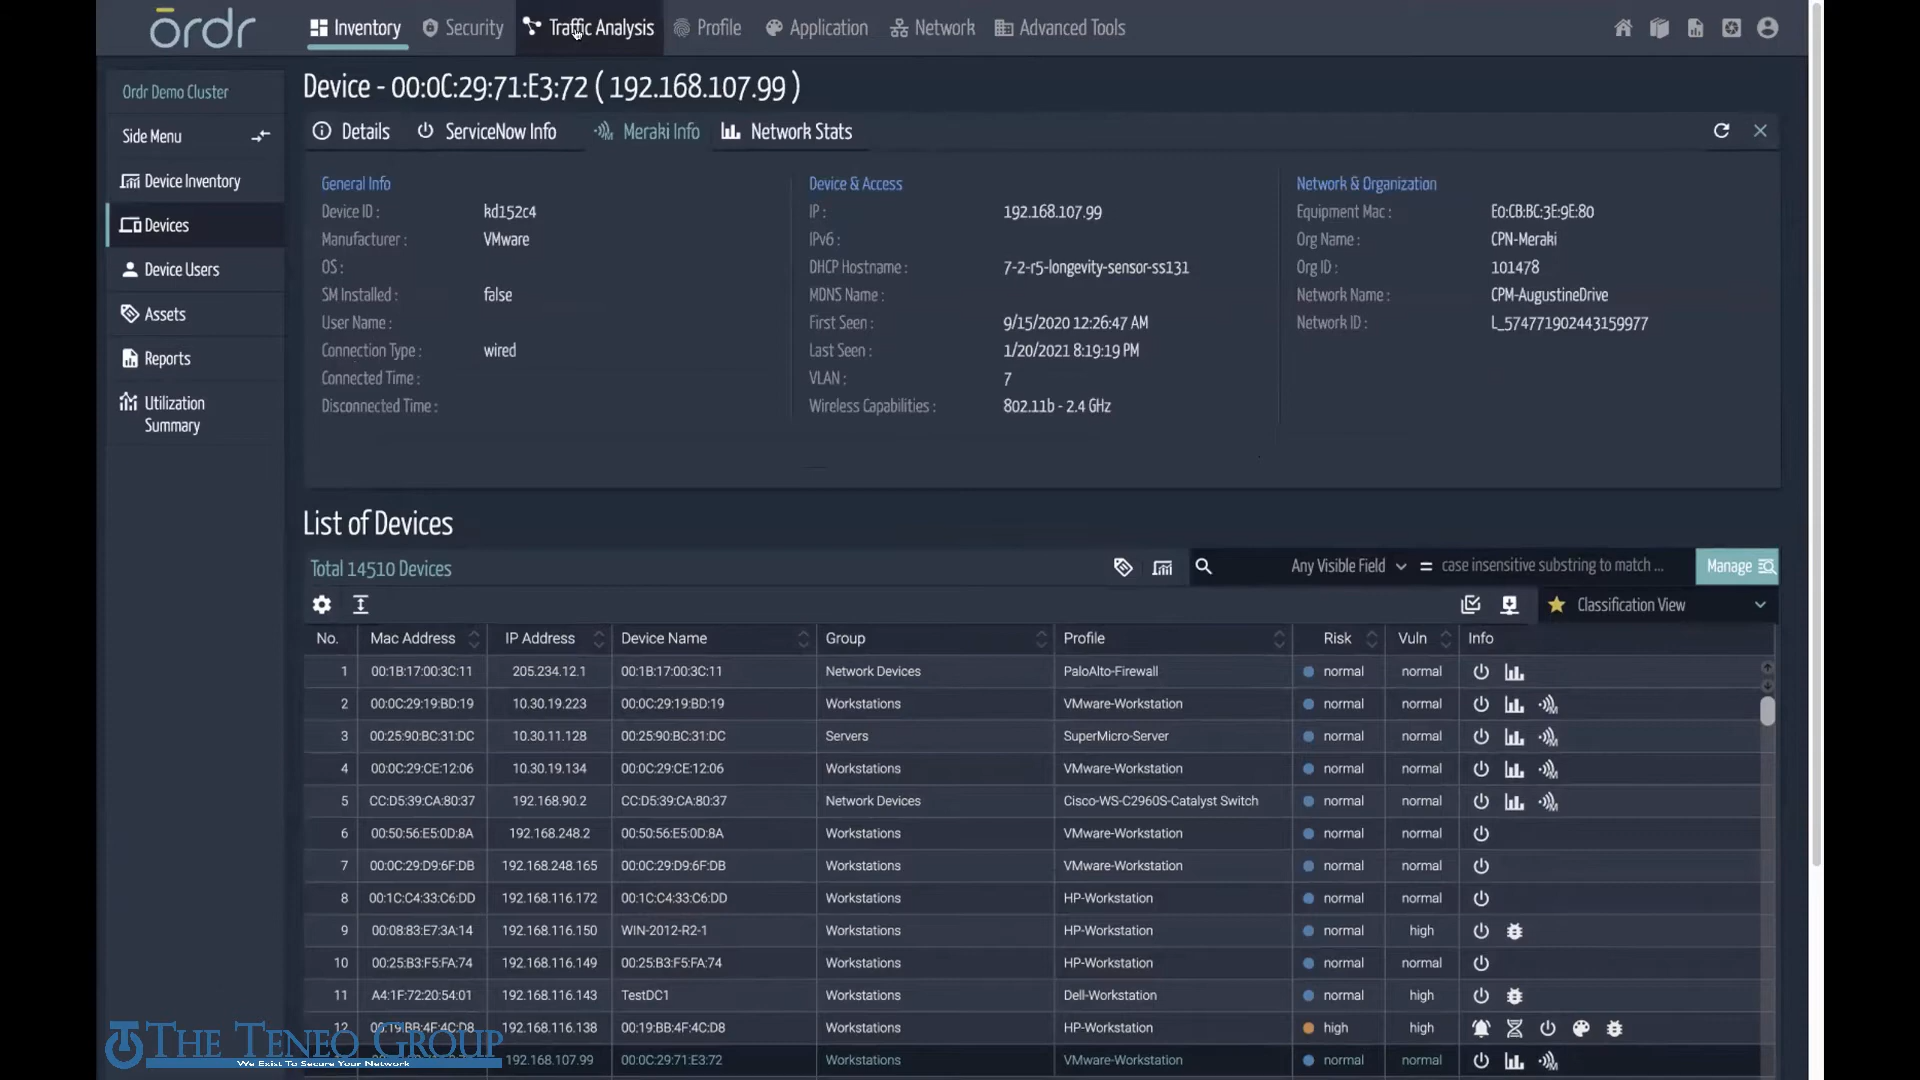 ordr
Inventory Security Traffic Analysis Profile Application Network Advanced Tools
Ordr Demo Cluster
Side Menu
Device Inventory
Devices
Device Users
Assets
Reports
Utilization
Summary
Device - 00:0C:29:71:E3:72 ( 192.168.107.99 )
Details ServiceNow Info Meraki Info Network Stats
General Info
Device ID : kd152c4
Manufacturer : VMware
OS :
SM Installed : false
User Name :
Connection Type : wired
Connected Time :
Disconnected Time :
Device & Access
IP : 192.168.107.99
IPv6 :
DHCP Hostname : 7-2-r5-longevity-sensor-ss131
MDNS Name :
First Seen : 9/15/2020 12:26:47 AM
Last Seen : 1/20/2021 8:19:19 PM
VLAN : 7
Wireless Capabilities : 802.11b - 2.4 GHz
Network & Organization
Equipment Mac : E0:CB:BC:3E:9E:80
Org Name : CPN-Meraki
Org ID : 101478
Network Name : CPM-AugustineDrive
Network ID : L_574771902443159977
List of Devices
Total 14510 Devices
Any Visible Field = case insensitive substring to match ... Manage
Classification View
No. Mac Address IP Address Device Name Group Profile Risk Vuln Info
1 00:1B:17:00:3C:11 205.234.12.1 00:1B:17:00:3C:11 Network Devices PaloAlto-Firewall normal normal
2 00:0C:29:19:BD:19 10.30.19.223 00:0C:29:19:BD:19 Workstations VMware-Workstation normal normal
3 00:25:90:BC:31:DC 10.30.11.128 00:25:90:BC:31:DC Servers SuperMicro-Server normal normal
4 00:0C:29:CE:12:06 10.30.19.134 00:0C:29:CE:12:06 Workstations VMware-Workstation normal normal
5 CC:D5:39:CA:80:37 192.168.90.2 CC:D5:39:CA:80:37 Network Devices Cisco-WS-C2960S-Catalyst Switch normal normal
6 00:50:56:E5:0D:8A 192.168.248.2 00:50:56:E5:0D:8A Workstations VMware-Workstation normal normal
7 00:0C:29:D9:6F:DB 192.168.248.165 00:0C:29:D9:6F:DB Workstations VMware-Workstation normal normal
8 00:1C:C4:33:C6:DD 192.168.116.172 00:1C:C4:33:C6:DD Workstations HP-Workstation normal normal
9 00:08:83:E7:3A:14 192.168.116.150 WIN-2012-R2-1 Workstations HP-Workstation normal high
10 00:25:B3:F5:FA:74 192.168.116.149 00:25:B3:F5:FA:74 Workstations HP-Workstation normal normal
11 A4:1F:72:20:54:01 192.168.116.143 TestDC1 Workstations Dell-Workstation normal high
12 00:19:BB:4F:4C:D8 192.168.116.138 00:19:BB:4F:4C:D8 Workstations HP-Workstation high high
192.168.107.99 00:0C:29:71:E3:72 Workstations VMware-Workstation normal normal
THE TENEO GROUP
We Exist To Secure Your Network